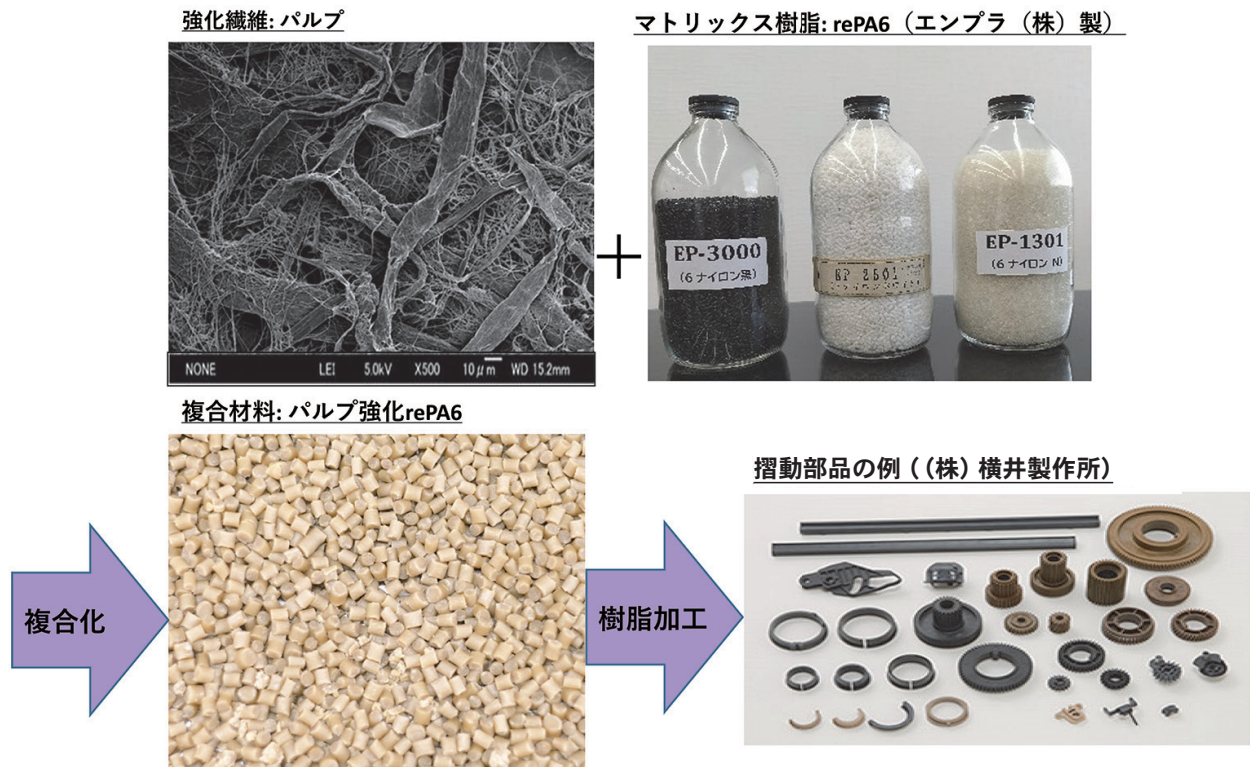 強化繊維: パルプ
マトリックス樹脂: rePA6（エンプラ（株）製）
NONE LEI 5.0kV X500 10μm WD 15.2mm
+
EP-3000
(6ナイロン黒)
EP 2501
EP-1301
(6ナイロン N)
複合材料: パルプ強化rePA6
摺動部品の例（（株）横井製作所）
複合化
樹脂加工